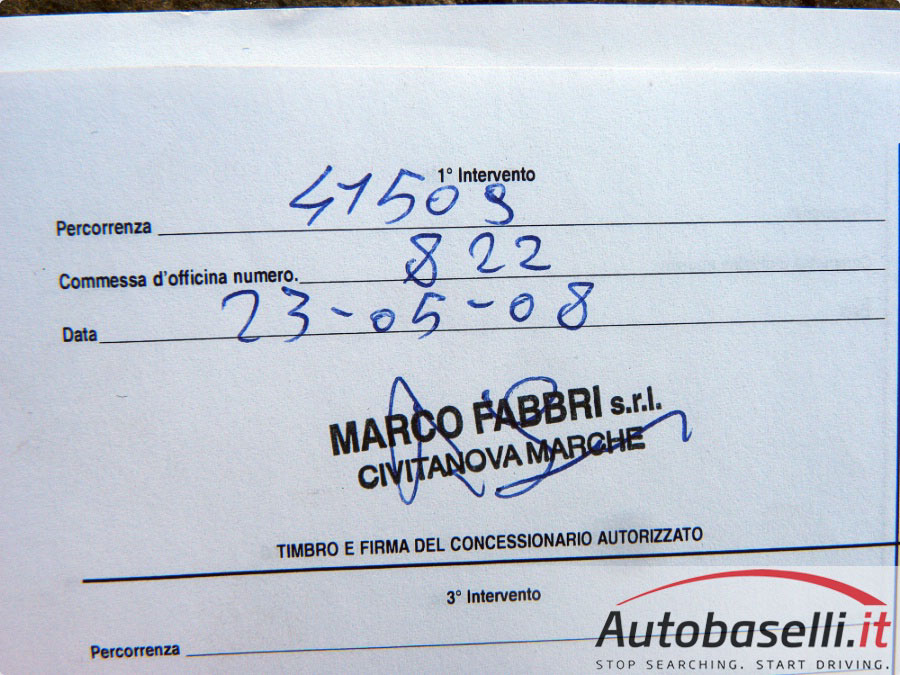 1° Intervento
Percorrenza 41509
Commessa d'officina numero. 822
Data 23-05-08
MARCO FABBRI s.r.l.
CIVITANOVA MARCHE
TIMBRO E FIRMA DEL CONCESSIONARIO AUTORIZZATO
3° Intervento
Percorrenza
Autobaselli.it
STOP SEARCHING. START DRIVING.